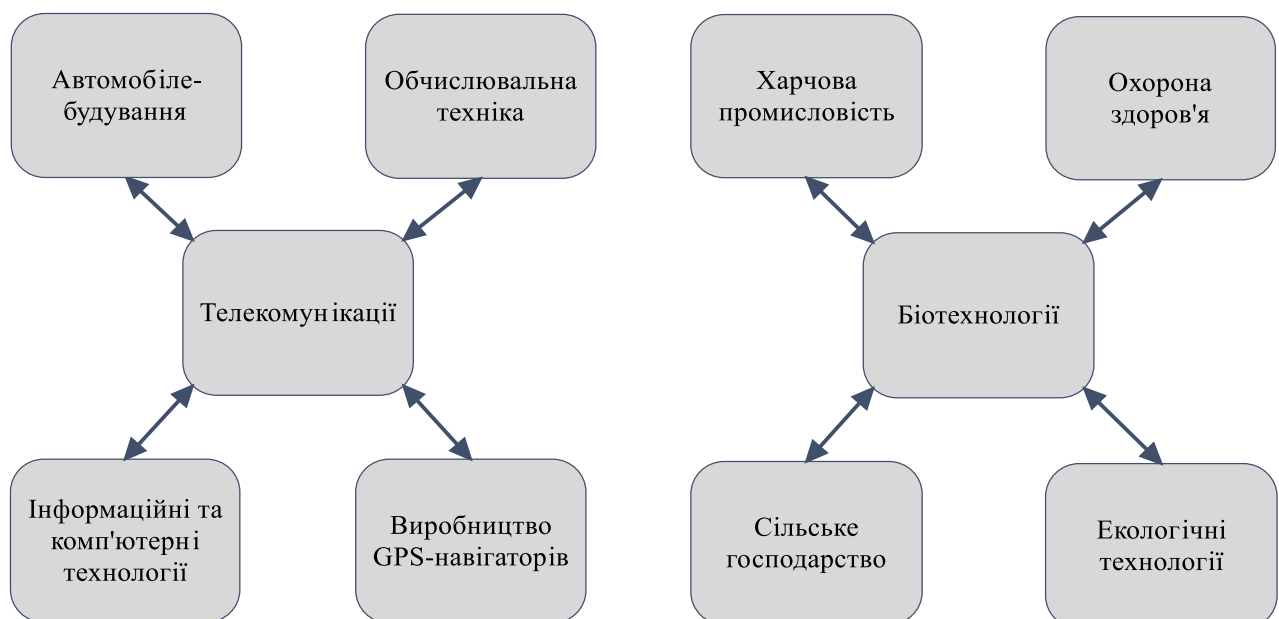 Автомобіле-
будування
Обчислювальна
техніка
Харчова
промисловість
Охорона
здоров'я
Телекомунікації
Біотехнології
Інформаційні та
комп'ютерні
технології
Виробництво
GPS-навігаторів
Сільське
господарство
Екологічні
технології